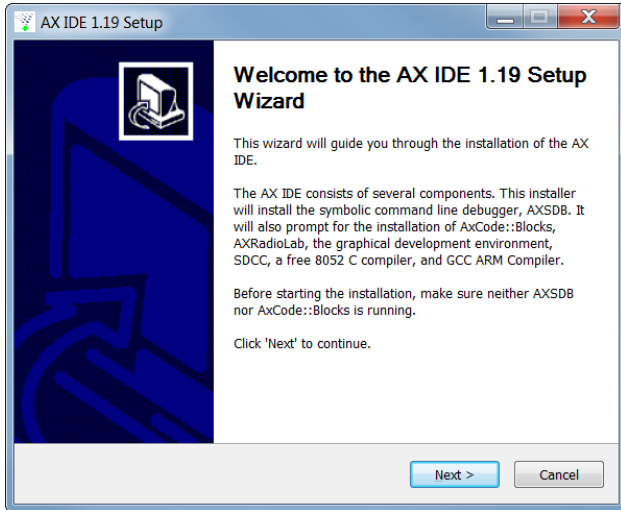 AX IDE 1.19 Setup
Welcome to the AX IDE 1.19 Setup
Wizard
This wizard will guide you through the installation of the AX
IDE.
The AX IDE consists of several components. This installer
will install the symbolic command line debugger, AXSDB. It
will also prompt for the installation of AxCode::Blocks,
AXRadioLab, the graphical development environment,
SDCC, a free 8052 C compiler, and GCC ARM Compiler.
Before starting the installation, make sure neither AXSDB
nor AxCode::Blocks is running.
Click 'Next' to continue.
Next >
Cancel